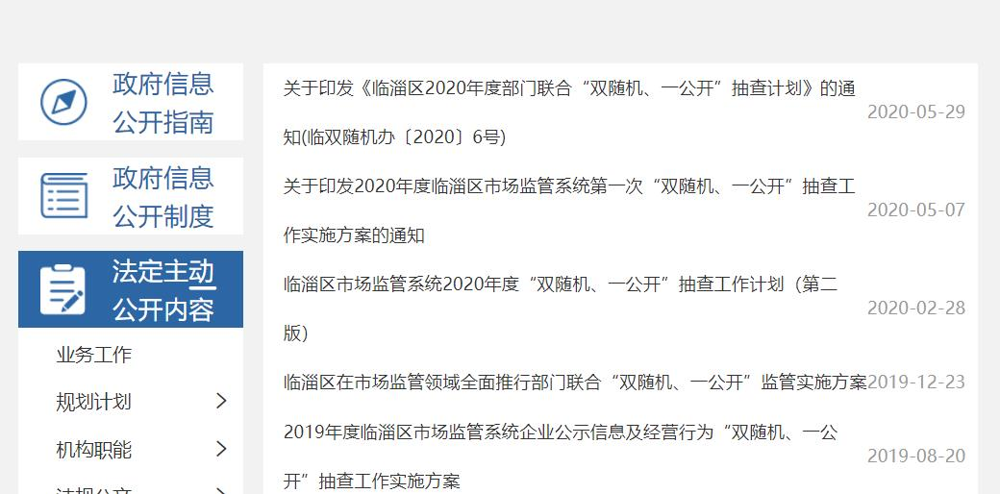 政府信息
公开指南
政府信息
公开制度
法定主动
公开内容
业务工作
规划计划
机构职能
关于印发《临淄区2020年度部门联合“双随机、一公开”抽查计划》的通
知(临双随机办〔2020〕6号)
2020-05-29
关于印发2020年度临淄区市场监管系统第一次“双随机、一公开”抽查工
作实施方案的通知
2020-05-07
临淄区市场监管系统2020年度“双随机、一公开”抽查工作计划（第二
版）
2020-02-28
临淄区在市场监管领域全面推行部门联合“双随机、一公开”监管实施方案
2019-12-23
2019年度临淄区市场监管系统企业公示信息及经营行为“双随机、一公
开”抽查工作实施方案
2019-08-20